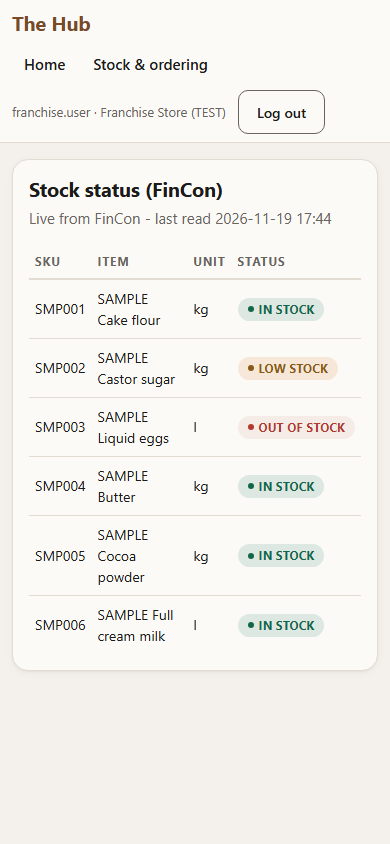 The Hub
Home Stock & ordering
franchise.user · Franchise Store (TEST) Log out
Stock status (FinCon)
Live from FinCon - last read 2026-11-19 17:44
SKU ITEM UNIT STATUS
SMP001 SAMPLE Cake flour kg IN STOCK
SMP002 SAMPLE Castor sugar kg LOW STOCK
SMP003 SAMPLE Liquid eggs l OUT OF STOCK
SMP004 SAMPLE Butter kg IN STOCK
SMP005 SAMPLE Cocoa powder kg IN STOCK
SMP006 SAMPLE Full cream milk l IN STOCK